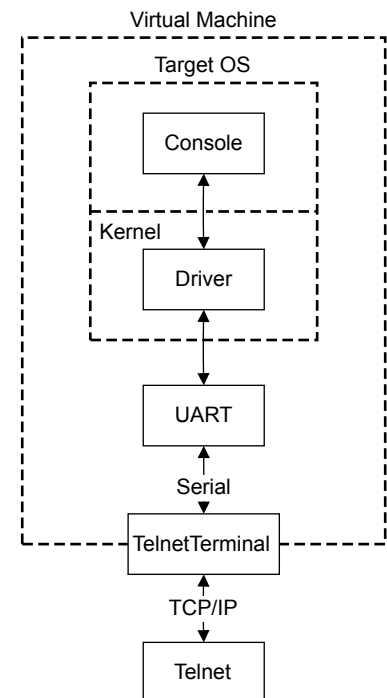 Virtual Machine
Target OS
Console
Kernel
Driver
UART
Serial
TelnetTerminal
TCP/IP
Telnet